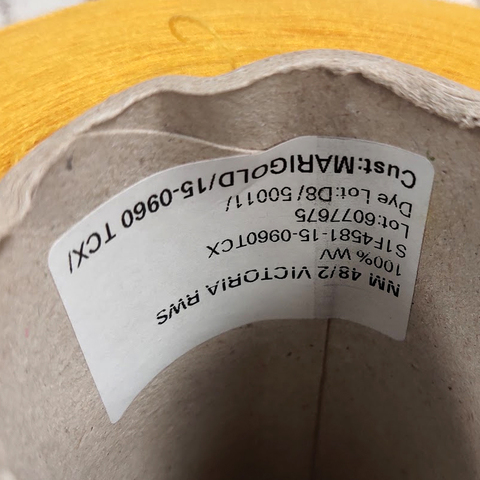 NM 48/2 VICTORIA RWS
100% WV
S1F4581-15-0960TCX
Lot:6077675
Dye Lot:D8/50011/
Cust:MARIGOLD/15-0960 TCX/